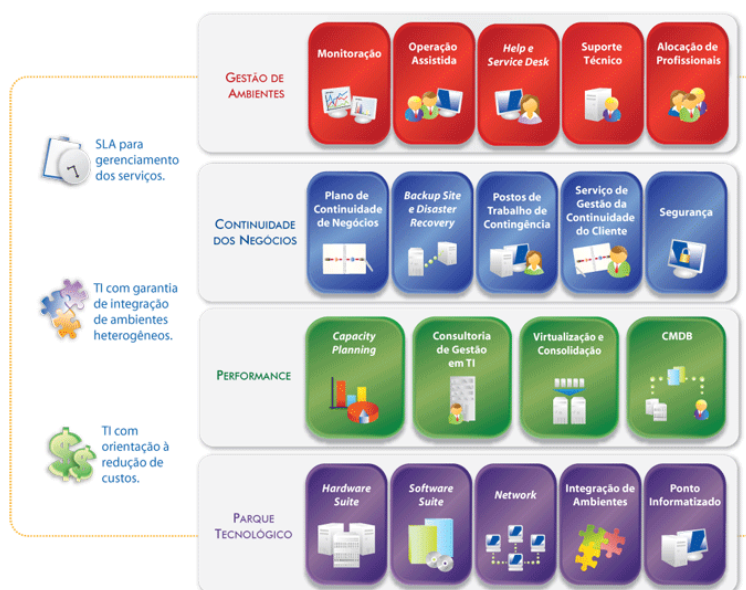 GESTÃO DE
AMBIENTES
Monitoração
Operação
Assistida
Help e
Service Desk
Suporte
Técnico
Alocação de
Profissionais
SLA para
gerenciamento
dos serviços.
CONTINUIDADE
DOS NEGÓCIOS
Plano de
Continuidade
de Negócios
Backup Site
e Disaster
Recovery
Postos de
Trabalho de
Contingência
Serviço de
Gestão da
Continuidade
do Cliente
Segurança
TI com garantia
de integração
de ambientes
heterogêneos.
PERFORMANCE
Capacity
Planning
Consultoria
de Gestão
em TI
Virtualização e
Consolidação
CMDB
TI com
orientação à
redução de
custos.
PARQUE
TECNOLÓGICO
Hardware
Suite
Software
Suite
Network
Integração de
Ambientes
Ponto
Informatizado